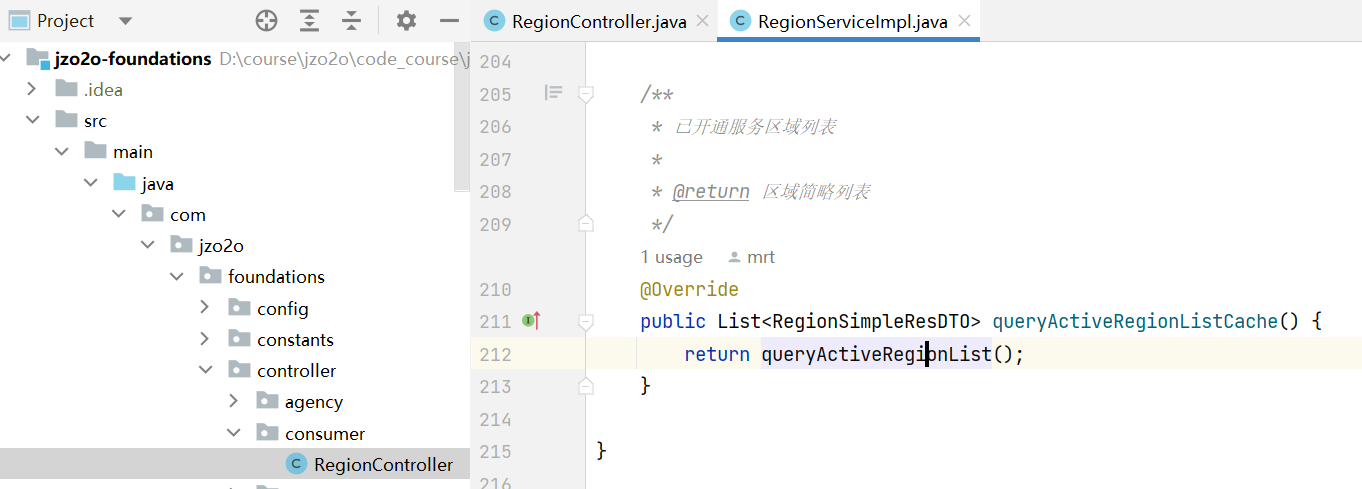 Project
jzo2o-foundations D:\course\jzo2o\code_course\j
.idea
src
main
java
com
jzo2o
foundations
config
constants
controller
agency
consumer
RegionController
RegionController.java
RegionServiceImpl.java
204
205 /**
206 * 已开通服务区域列表
207 *
208 * @return 区域简略列表
209 */
1 usage mrt
210 @Override
211 public List<RegionSimpleResDTO> queryActiveRegionListCache() {
212 return queryActiveRegionList();
213 }
214
215 }
216